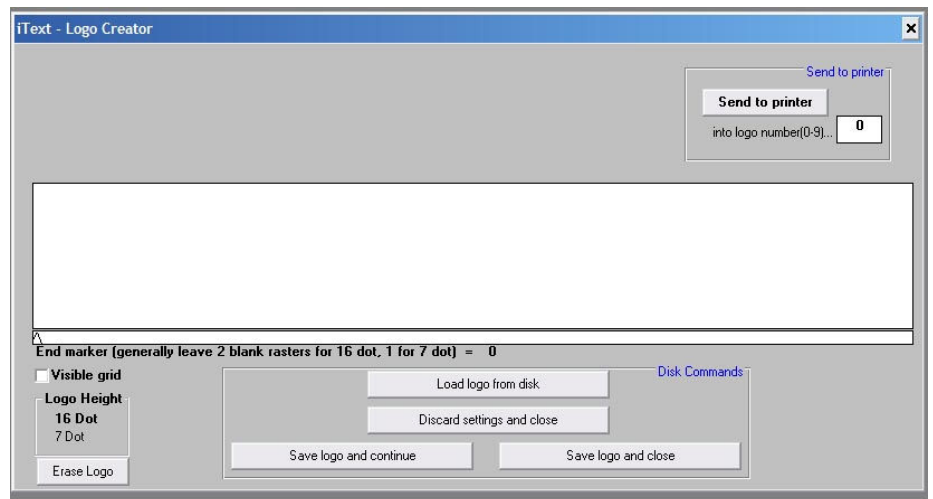 iText - Logo Creator
Send to printer
Send to printer
into logo number(0-9)... 0
End marker (generally leave 2 blank rasters for 16 dot, 1 for 7 dot) = 0
Visible grid
Disk Commands
Load logo from disk
Logo Height
16 Dot
7 Dot
Discard settings and close
Save logo and continue
Save logo and close
Erase Logo